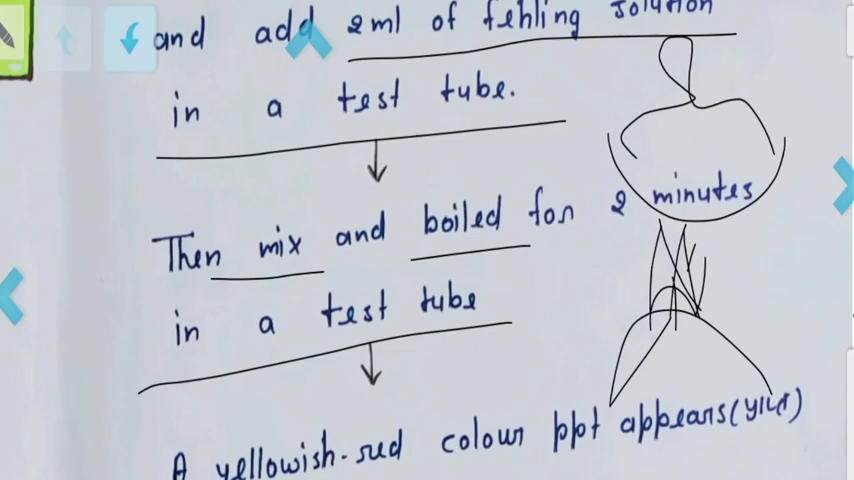 and add 2ml of fehling solution
in a test tube.
Then mix and boiled for 2 minutes
in a test tube
A yellowish-red colour ppt appears